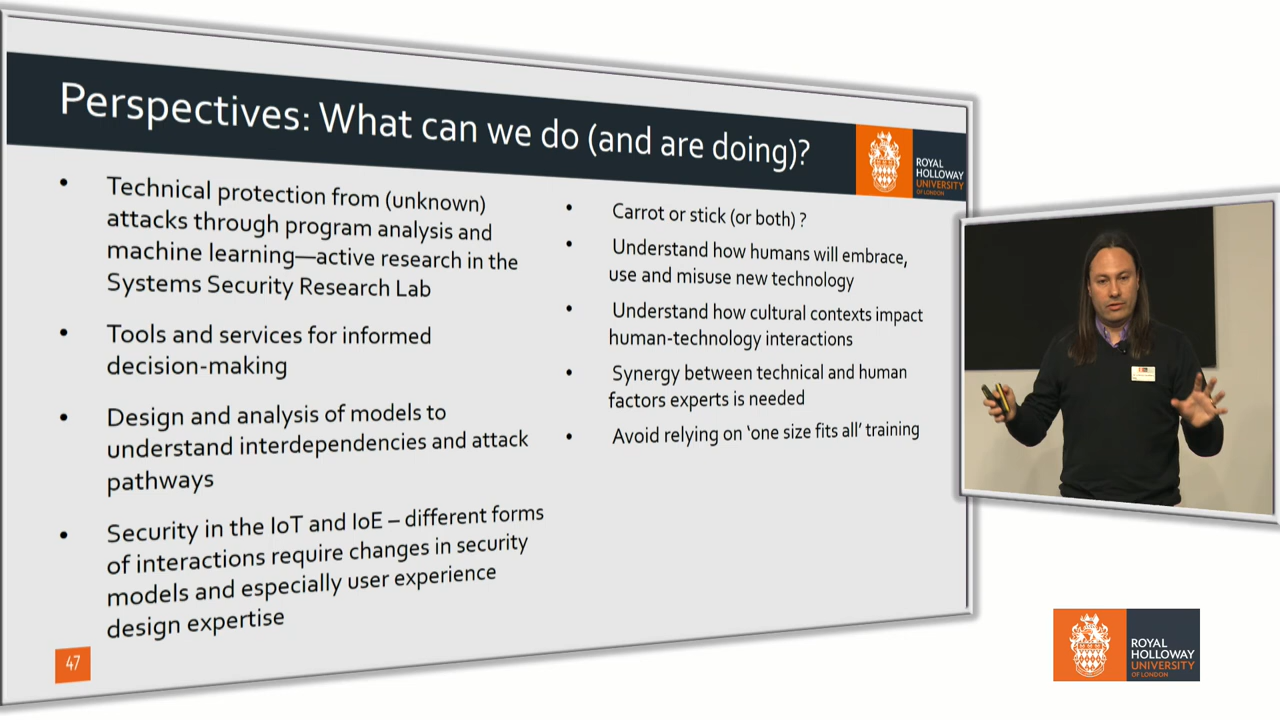 Perspectives: What can we do (and are doing)?
ROYAL
HOLLOWAY
UNIVERSITY
OF LONDON
• Technical protection from (unknown)
attacks through program analysis and
machine learning—active research in the
Systems Security Research Lab
• Tools and services for informed
decision-making
• Design and analysis of models to
understand interdependencies and attack
pathways
• Security in the IoT and IoE – different forms
of interactions require changes in security
models and especially user experience
design expertise
• Carrot or stick (or both) ?
• Understand how humans will embrace,
use and misuse new technology
• Understand how cultural contexts impact
human-technology interactions
• Synergy between technical and human
factors experts is needed
• Avoid relying on ‘one size fits all’ training
47
ROYAL
HOLLOWAY
UNIVERSITY
OF LONDON